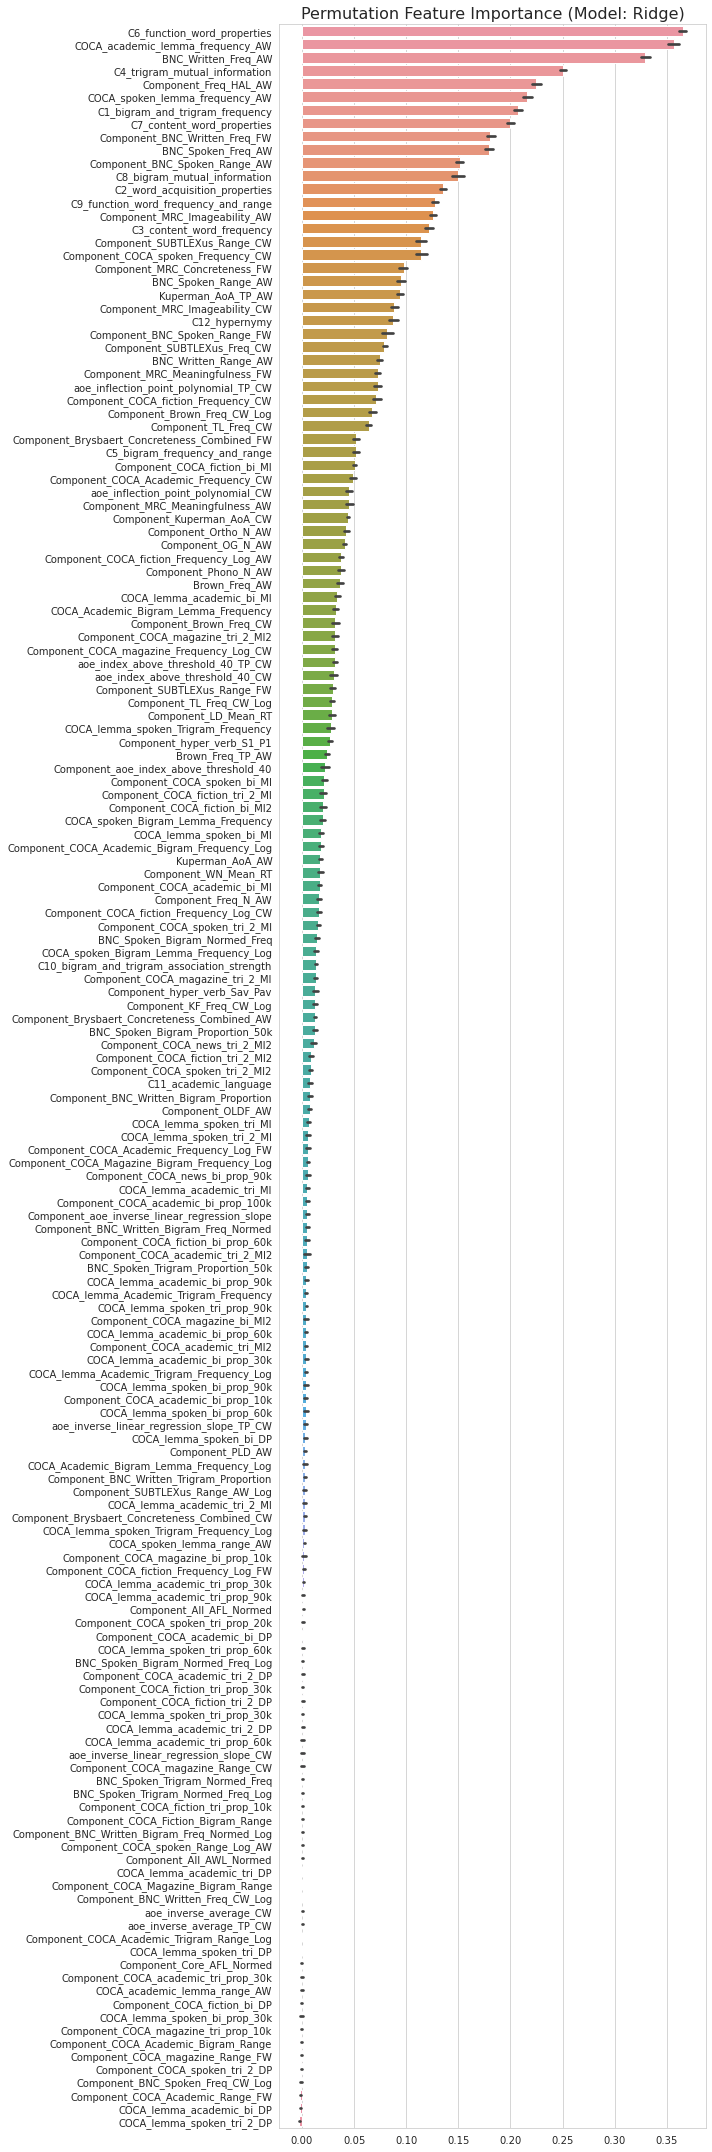 Permutation Feature Importance (Model: Ridge)
C6_function_word_properties
COCA_academic_lemma_frequency_AW
BNC_Written_Freq_AW
C4_trigram_mutual_information
Component_Freq_HAL_AW
COCA_spoken_lemma_frequency_AW
C1_bigram_and_trigram_frequency
C7_content_word_properties
Component_BNC_Written_Freq_FW
BNC_Spoken_Freq_AW
Component_BNC_Spoken_Range_AW
C8_bigram_mutual_information
C2_word_acquisition_properties
C9_function_word_frequency_and_range
Component_MRC_Imageability_AW
C3_content_word_frequency
Component_SUBTLEXus_Range_CW
Component_COCA_spoken_Frequency_CW
Component_MRC_Concreteness_FW
BNC_Spoken_Range_AW
Kuperman_AoA_TP_AW
Component_MRC_Imageability_CW
C12_hypernymy
Component_BNC_Spoken_Range_FW
Component_SUBTLEXus_Freq_CW
BNC_Written_Range_AW
Component_MRC_Meaningfulness_FW
aoe_inflection_point_polynomial_TP_CW
Component_COCA_fiction_Frequency_CW
Component_Brown_Freq_CW_Log
Component_TL_Freq_CW
Component_Brysbaert_Concreteness_Combined_FW
C5_bigram_frequency_and_range
Component_COCA_fiction_bi_MI
Component_COCA_Academic_Frequency_CW
aoe_inflection_point_polynomial_CW
Component_MRC_Meaningfulness_AW
Component_Kuperman_AoA_CW
Component_Ortho_N_AW
Component_OG_N_AW
Component_COCA_fiction_Frequency_Log_AW
Component_Phono_N_AW
Brown_Freq_AW
COCA_lemma_academic_bi_MI
COCA_Academic_Bigram_Lemma_Frequency
Component_Brown_Freq_CW
Component_COCA_magazine_tri_2_MI2
Component_COCA_magazine_Frequency_Log_CW
aoe_index_above_threshold_40_TP_CW
aoe_index_above_threshold_40_CW
Component_SUBTLEXus_Range_FW
Component_TL_Freq_CW_Log
Component_LD_Mean_RT
COCA_lemma_spoken_Trigram_Frequency
Component_hyper_verb_S1_P1
Brown_Freq_TP_AW
Component_aoe_index_above_threshold_40
Component_COCA_spoken_bi_MI
Component_COCA_fiction_tri_2_MI
Component_COCA_fiction_bi_MI2
COCA_spoken_Bigram_Lemma_Frequency
COCA_lemma_spoken_bi_MI
Component_COCA_Academic_Bigram_Frequency_Log
Kuperman_AoA_AW
Component_WN_Mean_RT
Component_COCA_academic_bi_MI
Component_Freq_N_AW
Component_COCA_fiction_Frequency_Log_CW
Component_COCA_spoken_tri_2_MI
BNC_Spoken_Bigram_Normed_Freq
COCA_spoken_Bigram_Lemma_Frequency_Log
C10_bigram_and_trigram_association_strength
Component_COCA_magazine_tri_2_MI
Component_hyper_verb_Sav_Pav
Component_KF_Freq_CW_Log
Component_Brysbaert_Concreteness_Combined_AW
BNC_Spoken_Bigram_Proportion_50k
Component_COCA_news_tri_2_MI2
Component_COCA_fiction_tri_2_MI2
Component_COCA_spoken_tri_2_MI2
C11_academic_language
Component_BNC_Written_Bigram_Proportion
Component_OLDF_AW
COCA_lemma_spoken_tri_MI
COCA_lemma_spoken_tri_2_MI
Component_COCA_Academic_Frequency_Log_FW
Component_COCA_Magazine_Bigram_Frequency_Log
Component_COCA_news_bi_prop_90k
COCA_lemma_academic_tri_MI
Component_COCA_academic_bi_prop_100k
Component_aoe_inverse_linear_regression_slope
Component_BNC_Written_Bigram_Freq_Normed
Component_COCA_fiction_bi_prop_60k
Component_COCA_academic_tri_2_MI2
BNC_Spoken_Trigram_Proportion_50k
COCA_lemma_academic_bi_prop_90k
COCA_lemma_Academic_Trigram_Frequency
COCA_lemma_spoken_tri_prop_90k
Component_COCA_magazine_bi_MI2
COCA_lemma_academic_bi_prop_60k
Component_COCA_academic_tri_MI2
COCA_lemma_academic_bi_prop_30k
COCA_lemma_Academic_Trigram_Frequency_Log
COCA_lemma_spoken_bi_prop_90k
Component_COCA_academic_bi_prop_10k
COCA_lemma_spoken_bi_prop_60k
aoe_inverse_linear_regression_slope_TP_CW
COCA_lemma_spoken_bi_DP
Component_PLD_AW
COCA_Academic_Bigram_Lemma_Frequency_Log
Component_BNC_Written_Trigram_Proportion
Component_SUBTLEXus_Range_AW_Log
COCA_lemma_academic_tri_2_MI
Component_Brysbaert_Concreteness_Combined_CW
COCA_lemma_spoken_Trigram_Frequency_Log
COCA_spoken_lemma_range_AW
Component_COCA_magazine_bi_prop_10k
Component_COCA_fiction_Frequency_Log_FW
COCA_lemma_academic_tri_prop_30k
COCA_lemma_academic_tri_prop_90k
Component_All_AFL_Normed
Component_COCA_spoken_tri_prop_20k
Component_COCA_academic_bi_DP
COCA_lemma_spoken_tri_prop_60k
BNC_Spoken_Bigram_Normed_Freq_Log
Component_COCA_academic_tri_2_DP
Component_COCA_fiction_tri_prop_30k
Component_COCA_fiction_tri_2_DP
COCA_lemma_spoken_tri_prop_30k
COCA_lemma_academic_tri_2_DP
COCA_lemma_academic_tri_prop_60k
aoe_inverse_linear_regression_slope_CW
Component_COCA_magazine_Range_CW
BNC_Spoken_Trigram_Normed_Freq
BNC_Spoken_Trigram_Normed_Freq_Log
Component_COCA_fiction_tri_prop_10k
Component_COCA_Fiction_Bigram_Range
Component_BNC_Written_Bigram_Freq_Normed_Log
Component_COCA_spoken_Range_Log_AW
Component_All_AWL_Normed
COCA_lemma_academic_tri_DP
Component_COCA_Magazine_Bigram_Range
Component_BNC_Written_Freq_CW_Log
aoe_inverse_average_CW
aoe_inverse_average_TP_CW
Component_COCA_Academic_Trigram_Range_Log
COCA_lemma_spoken_tri_DP
Component_Core_AFL_Normed
Component_COCA_academic_tri_prop_30k
COCA_academic_lemma_range_AW
Component_COCA_fiction_bi_DP
COCA_lemma_spoken_bi_prop_30k
Component_COCA_magazine_tri_prop_10k
Component_COCA_Academic_Bigram_Range
Component_COCA_magazine_Range_FW
Component_COCA_spoken_tri_2_DP
Component_BNC_Spoken_Freq_CW_Log
Component_COCA_Academic_Range_FW
COCA_lemma_academic_bi_DP
COCA_lemma_spoken_tri_2_DP
0.00 0.05 0.10 0.15 0.20 0.25 0.30 0.35